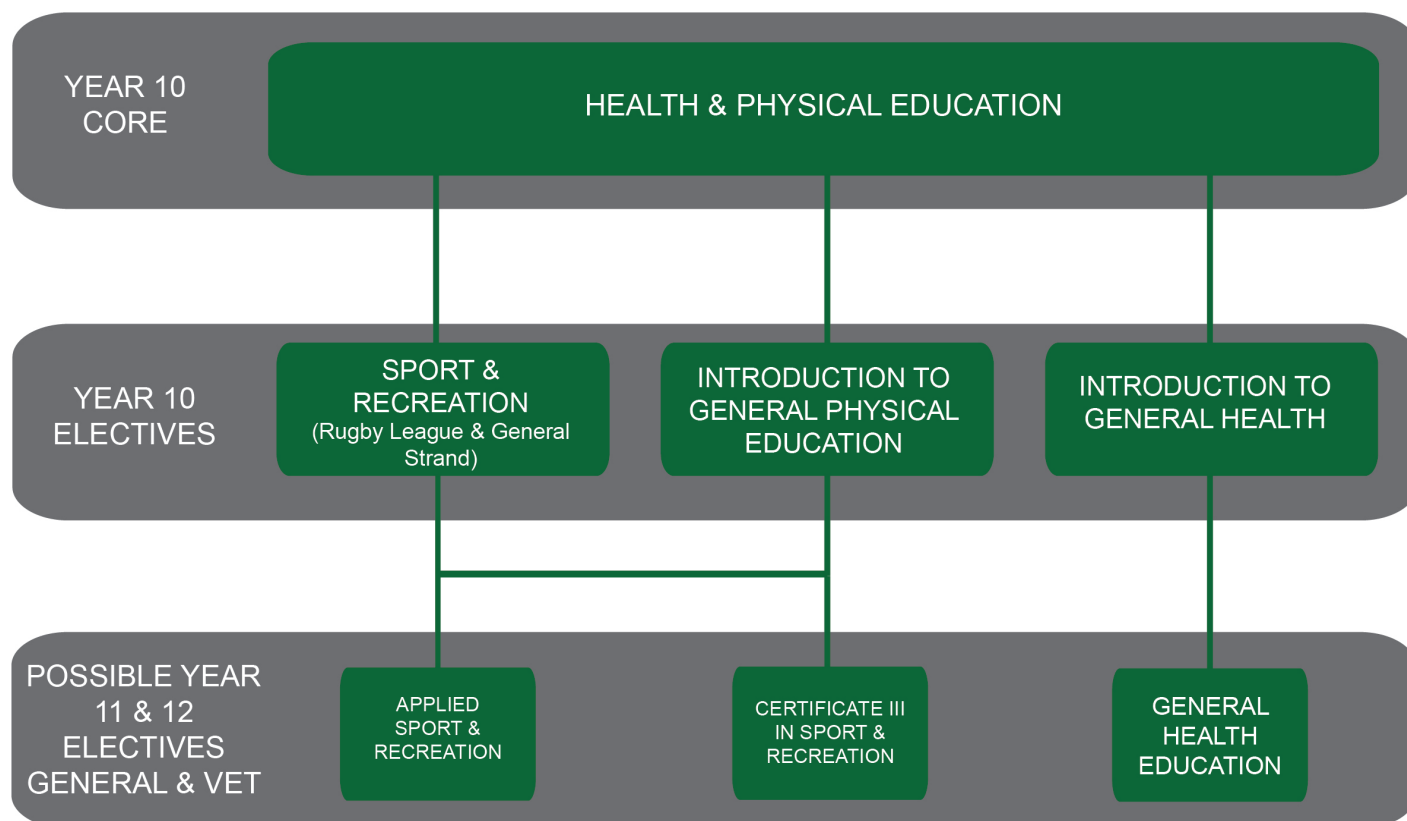 YEAR 10
CORE
HEALTH & PHYSICAL EDUCATION
YEAR 10
ELECTIVES
SPORT &
RECREATION
(Rugby League & General
Strand)
INTRODUCTION TO
GENERAL PHYSICAL
EDUCATION
INTRODUCTION TO
GENERAL HEALTH
POSSIBLE YEAR
11 & 12
ELECTIVES
GENERAL & VET
APPLIED
SPORT &
RECREATION
CERTIFICATE III
IN SPORT &
RECREATION
GENERAL
HEALTH
EDUCATION